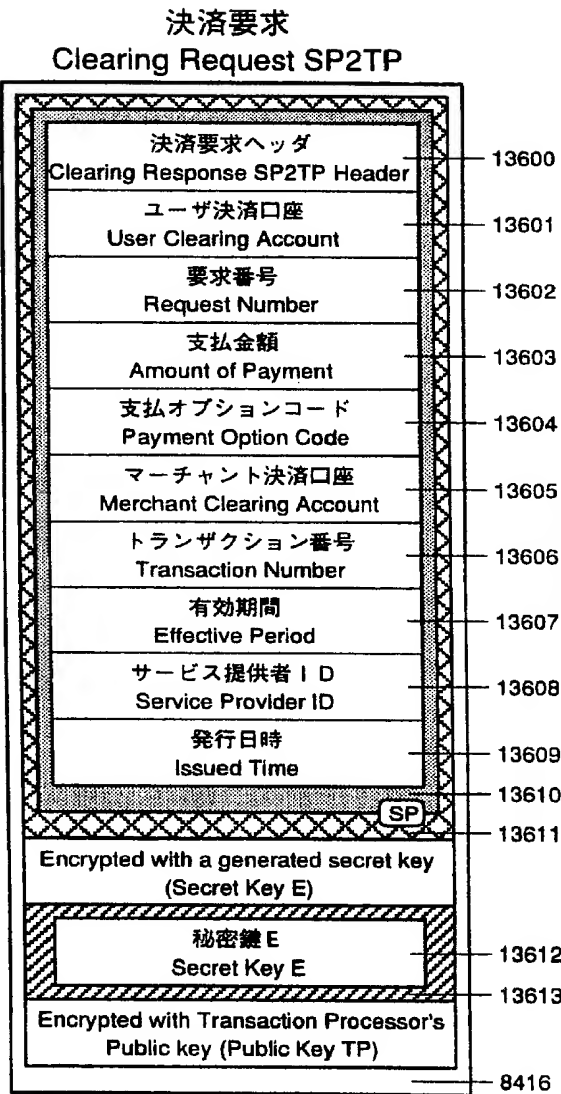 決済要求
Clearing Request SP2TP
決済要求ヘッダ
Clearing Response SP2TP Header
13600
ユーザ決済口座
User Clearing Account
13601
要求番号
Request Number
13602
支払金額
Amount of Payment
13603
支払オプションコード
Payment Option Code
13604
マーチャント決済口座
Merchant Clearing Account
13605
トランザクション番号
Transaction Number
13606
有効期間
Effective Period
13607
サービス提供者ID
Service Provider ID
13608
発行日時
Issued Time
13609
13610
SP
13611
Encrypted with a generated secret key
(Secret Key E)
秘密鍵E
Secret Key E
13612
13613
Encrypted with Transaction Processor's
Public key (Public Key TP)
8416